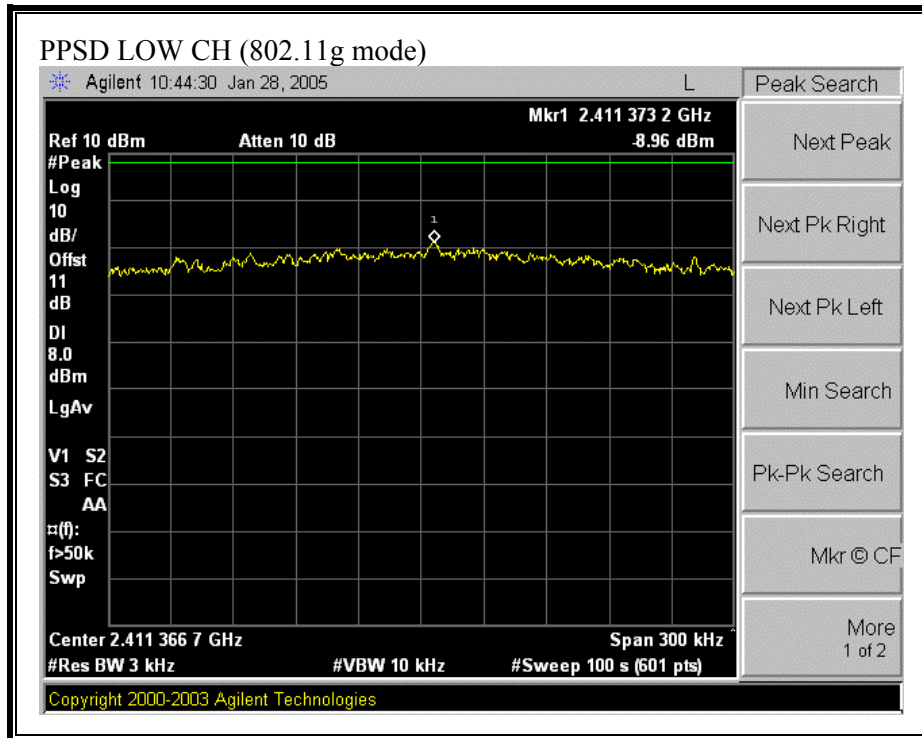 PPSD LOW CH (802.11g mode)
Agilent 10:44:30 Jan 28, 2005 L
Peak Search
Mkr1 2.411 373 2 GHz
Ref 10 dBm Atten 10 dB -8.96 dBm
#Peak
Log
10
dB/
Offst
11
dB
DI
8.0
dBm
LgAv
V1 S2
S3 FC
AA
¤(f):
f>50k
Swp
1
Center 2.411 366 7 GHz Span 300 kHz ^
#Res BW 3 kHz #VBW 10 kHz #Sweep 100 s (601 pts)
Copyright 2000-2003 Agilent Technologies
Next Peak
Next Pk Right
Next Pk Left
Min Search
Pk-Pk Search
Mkr © CF
More
1 of 2